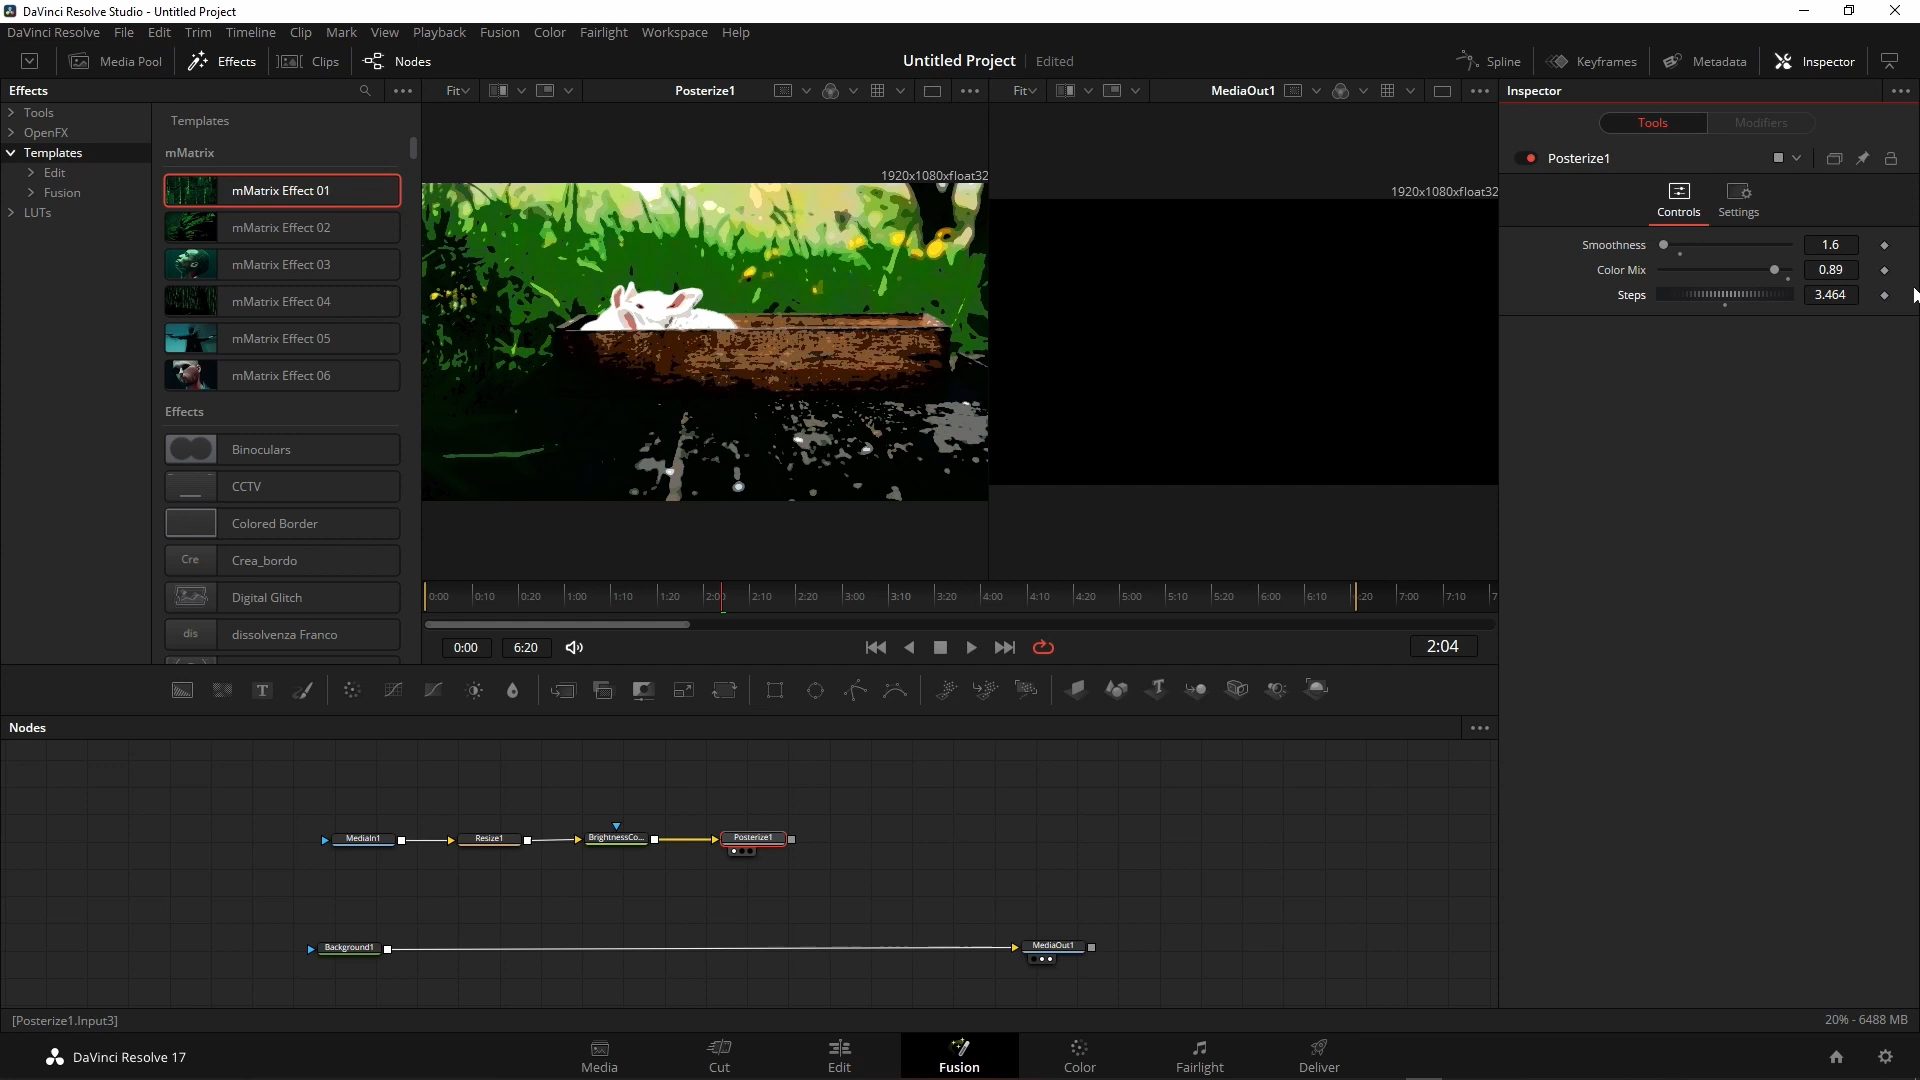 DaVinci Resolve Studio - Untitled Project
DaVinci Resolve File Edit Trim Timeline Clip Mark View Playback Fusion Color Fairlight Workspace Help
Media Pool Effects Clips Nodes Untitled Project Edited Spline Keyframes Metadata Inspector
Effects Fit Posterize1 Fit MediaOut1 Inspector
Tools
OpenFX
Templates
Edit
Fusion
LUTs
Templates
mMatrix
mMatrix Effect 01
mMatrix Effect 02
mMatrix Effect 03
mMatrix Effect 04
mMatrix Effect 05
mMatrix Effect 06
Effects
Binoculars
CCTV
Colored Border
Cre Crea_bordo
Digital Glitch
dis dissolvenza Franco
1920x1080xfloat32
1920x1080xfloat32
Tools Modifiers
Posterize1
Controls Settings
Smoothness 1.6
Color Mix 0.89
Steps 3.464
0:00 0:10 0:20 1:00 1:10 1:20 2:00 2:10 2:20 3:00 3:10 3:20 4:00 4:10 4:20 5:00 5:10 5:20 6:00 6:10 :20 7:00 7:10 7
0:00 6:20 2:04
Nodes
MediaIn1 Resize1 BrightnessCo... Posterize1
Background1 MediaOut1
[Posterize1.Input3] 20% - 6488 MB
DaVinci Resolve 17 Media Cut Edit Fusion Color Fairlight Deliver